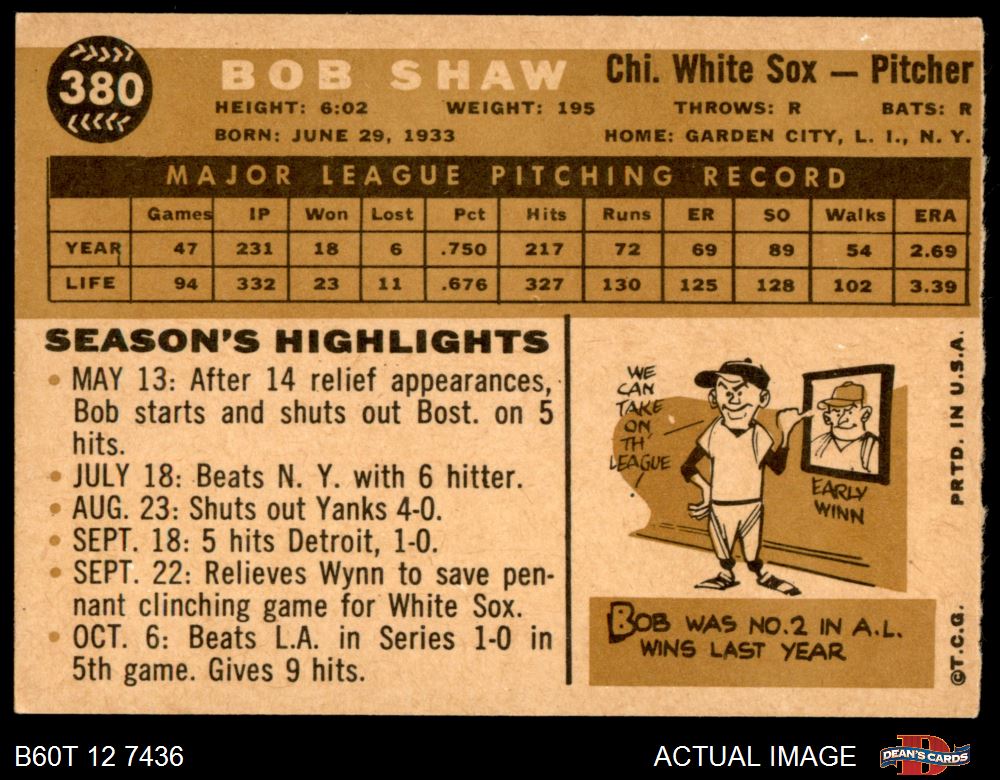 380
BOB SHAW
Chi. White Sox — Pitcher
HEIGHT: 6:02 WEIGHT: 195 THROWS: R BATS: R
BORN: JUNE 29, 1933 HOME: GARDEN CITY, L. I., N. Y.
MAJOR LEAGUE PITCHING RECORD
Games IP Won Lost Pct Hits Runs ER SO Walks ERA
YEAR 47 231 18 6 .750 217 72 69 89 54 2.69
LIFE 94 332 23 11 .676 327 130 125 128 102 3.39
SEASON'S HIGHLIGHTS
• MAY 13: After 14 relief appearances,
Bob starts and shuts out Bost. on 5
hits.
• JULY 18: Beats N. Y. with 6 hitter.
• AUG. 23: Shuts out Yanks 4-0.
• SEPT. 18: 5 hits Detroit, 1-0.
• SEPT. 22: Relieves Wynn to save pen-
nant clinching game for White Sox.
• OCT. 6: Beats L.A. in Series 1-0 in
5th game. Gives 9 hits.
WE
CAN
TAKE
ON
TH'
LEAGUE
!
EARLY
WINN
BOB WAS NO.2 IN A.L.
WINS LAST YEAR
©T.C.G. PRTD. IN U.S.A.
B60T 12 7436
ACTUAL IMAGE
DEAN'S CARDS